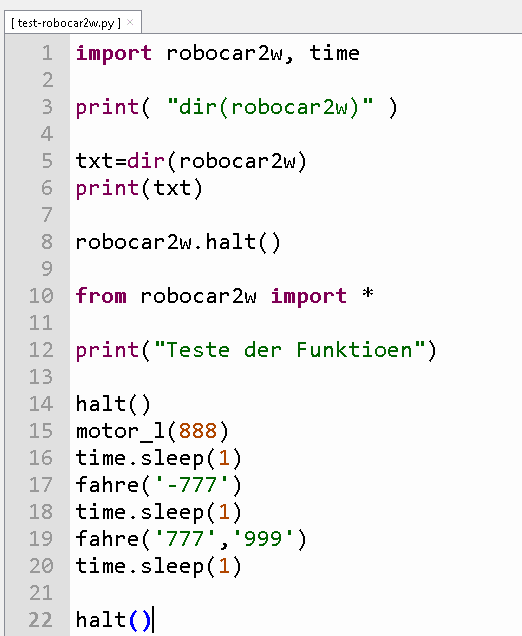 [ test-robocar2w.py ] ×
1 import robocar2w, time
2
3 print( "dir(robocar2w)" )
4
5 txt=dir(robocar2w)
6 print(txt)
7
8 robocar2w.halt()
9
10 from robocar2w import *
11
12 print("Teste der Funktioen")
13
14 halt()
15 motor_l(888)
16 time.sleep(1)
17 fahre('-777')
18 time.sleep(1)
19 fahre('777','999')
20 time.sleep(1)
21
22 halt()